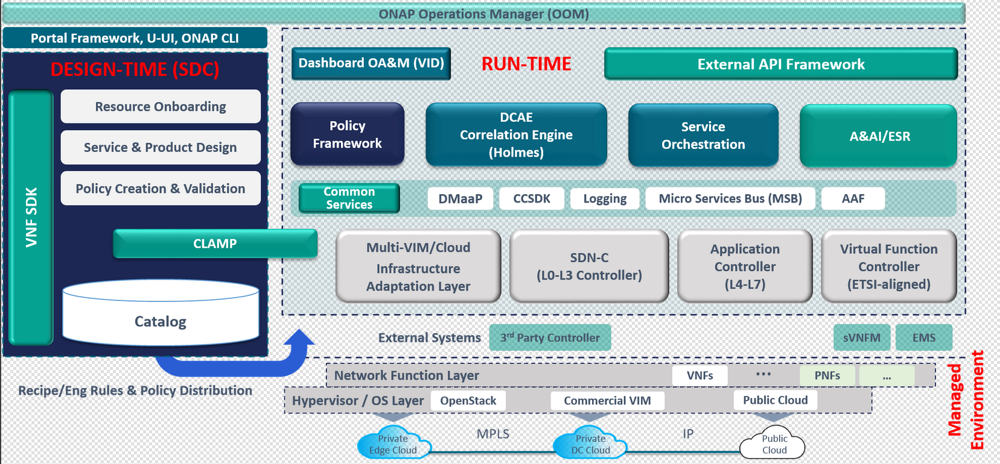 ONAP Operations Manager (OOM)
Portal Framework, U-UI, ONAP CLI
DESIGN-TIME (SDC)
VNF SDK
Resource Onboarding
Service & Product Design
Policy Creation & Validation
CLAMP
Catalog
Recipe/Eng Rules & Policy Distribution
Dashboard OA&M (VID)
RUN-TIME
External API Framework
Policy
Framework
DCAE
Correlation Engine
(Holmes)
Service
Orchestration
A&AI/ESR
Common
Services
DMaaP
CCSDK
Logging
Micro Services Bus (MSB)
AAF
Multi-VIM/Cloud
Infrastructure
Adaptation Layer
SDN-C
(L0-L3 Controller)
Application
Controller
(L4-L7)
Virtual Function
Controller
(ETSI-aligned)
External Systems
3rd Party Controller
sVNFM
EMS
Network Function Layer
VNFs
...
PNFs
...
Hypervisor / OS Layer
OpenStack
Commercial VIM
Public Cloud
Private
Edge Cloud
MPLS
Private
DC Cloud
IP
Public
Cloud
Managed
Environment